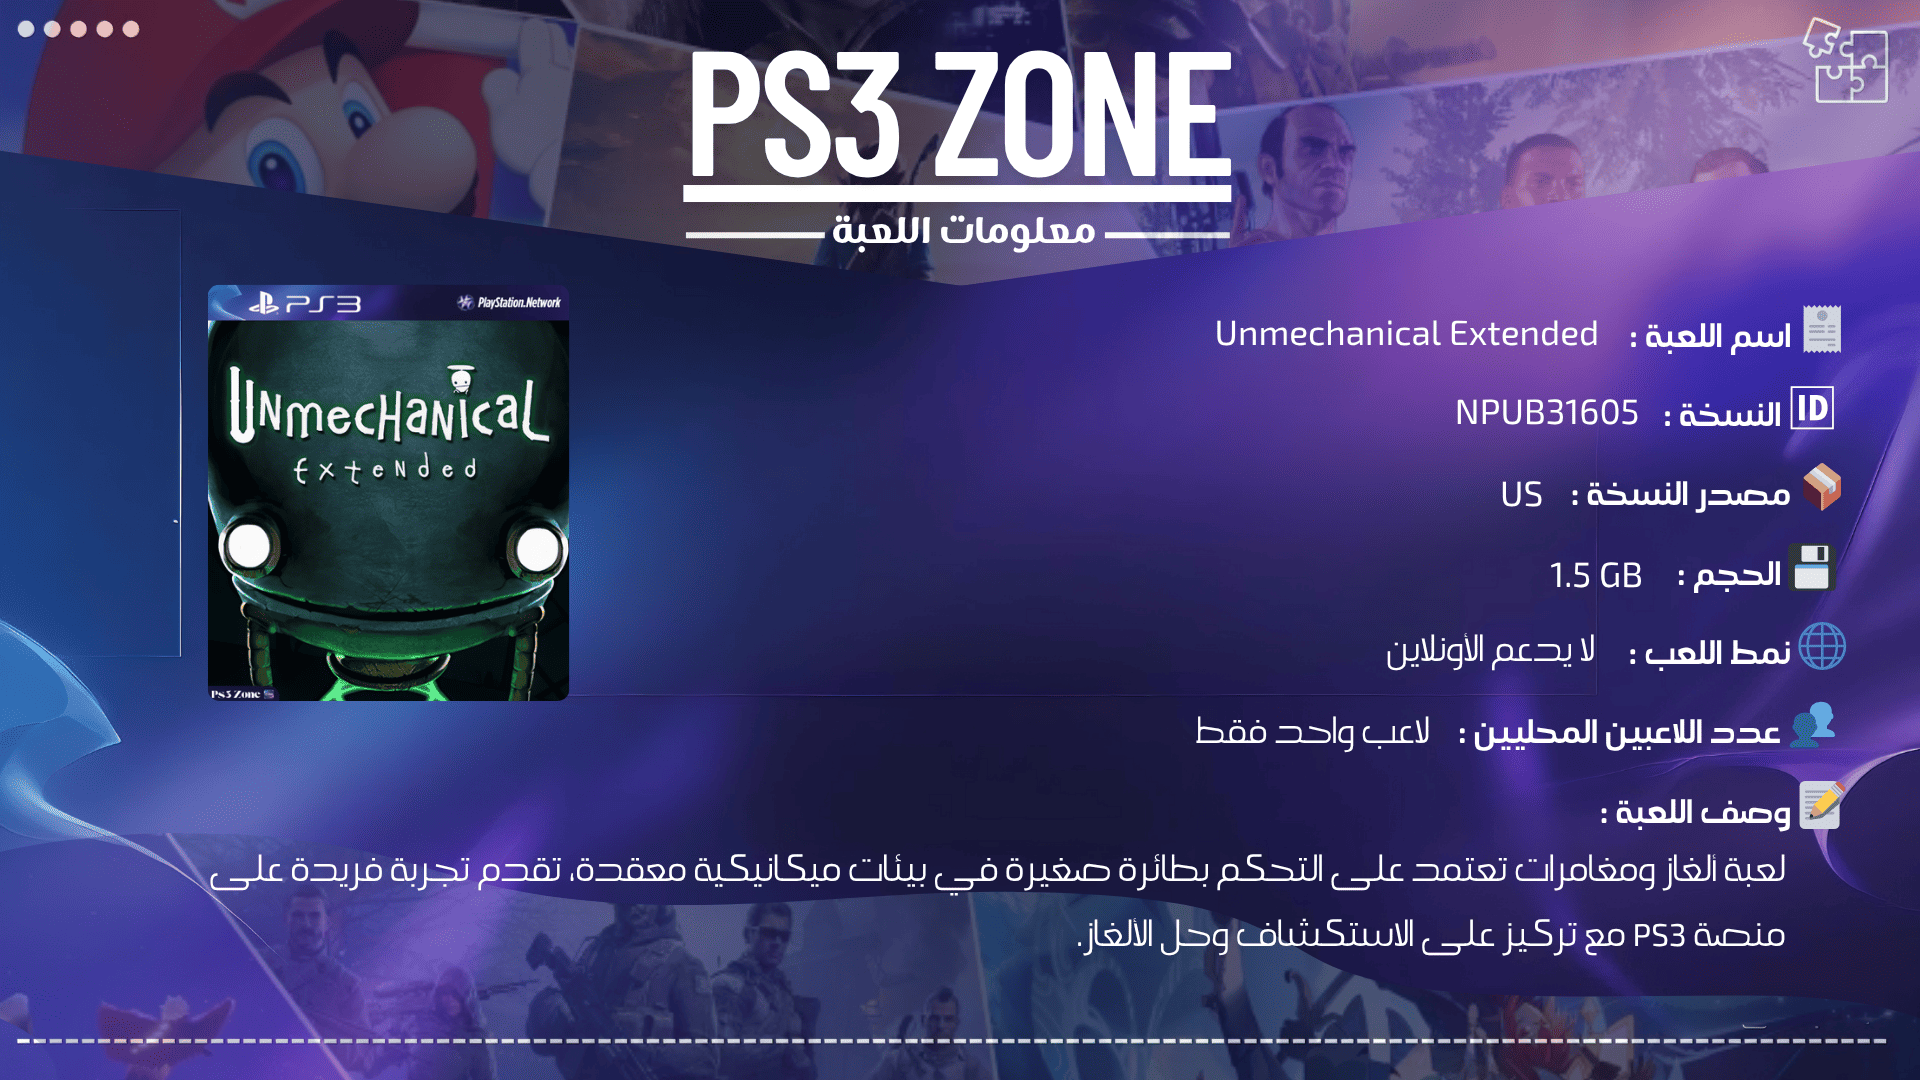 PS3 ZONE
معلومات اللعبة
PS3 PlayStation.Network
Unmechanical
Extended
Ps3 Zone
اسم اللعبة : Unmechanical Extended
ID النسخة : NPUB31605
مصدر النسخة : US
الحجم : 1.5 GB
نمط اللعب : لا يدعم الأونلاين
عدد اللاعبين المحليين : لاعب واحد فقط
وصف اللعبة :
لعبة ألغاز ومغامرات تعتمد على التحكم بطائرة صغيرة في بيئات ميكانيكية معقدة، تقدم تجربة فريدة على
منصة PS3 مع تركيز على الاستكشاف وحل الألغاز.